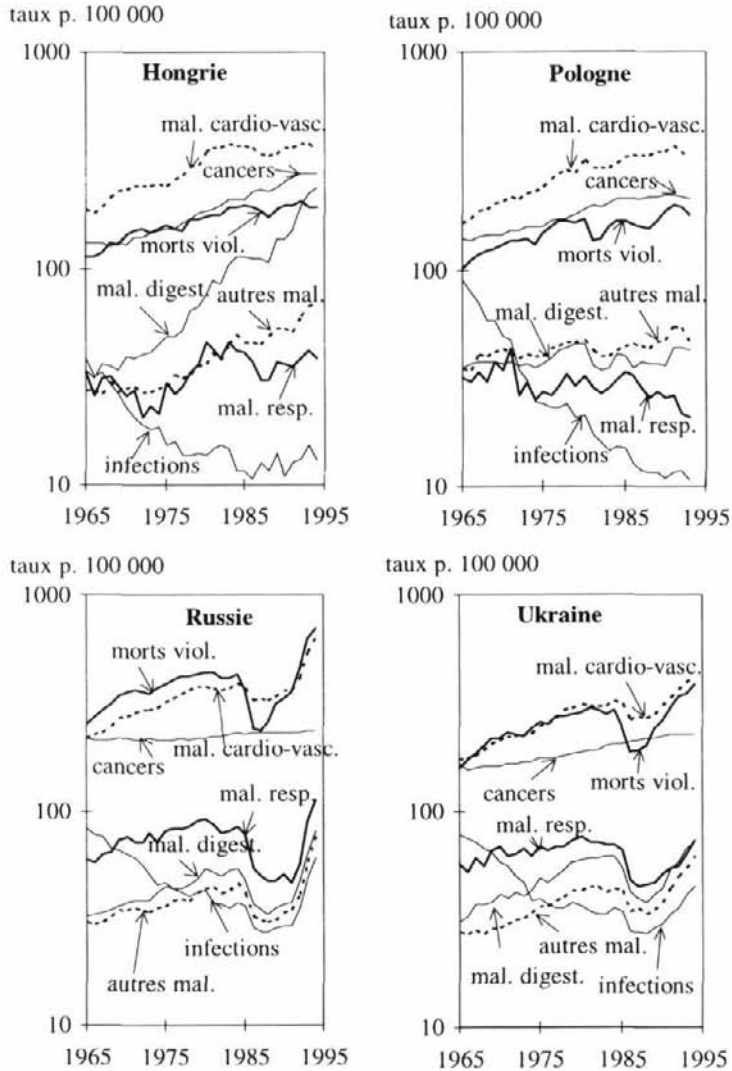 taux p. 100 000
1000
Hongrie
mal. cardio-vasc.
cancers
morts viol.
100
mal. digest.
autres mal.
mal. resp.
infections
10
1965 1975 1985 1995
taux p. 100 000
1000
Pologne
mal. cardio-vasc.
cancers
morts viol.
100
autres mal.
mal. digest.
mal. resp.
infections
10
1965 1975 1985 1995
taux p. 100 000
1000
Russie
morts viol.
mal. cardio-vasc.
cancers
100
mal. resp.
mal. digest.
infections
autres mal.
10
1965 1975 1985 1995
taux p. 100 000
1000
Ukraine
mal. cardio-vasc.
cancers
morts viol.
100
mal. resp.
autres mal.
mal. digest.
infections
10
1965 1975 1985 1995